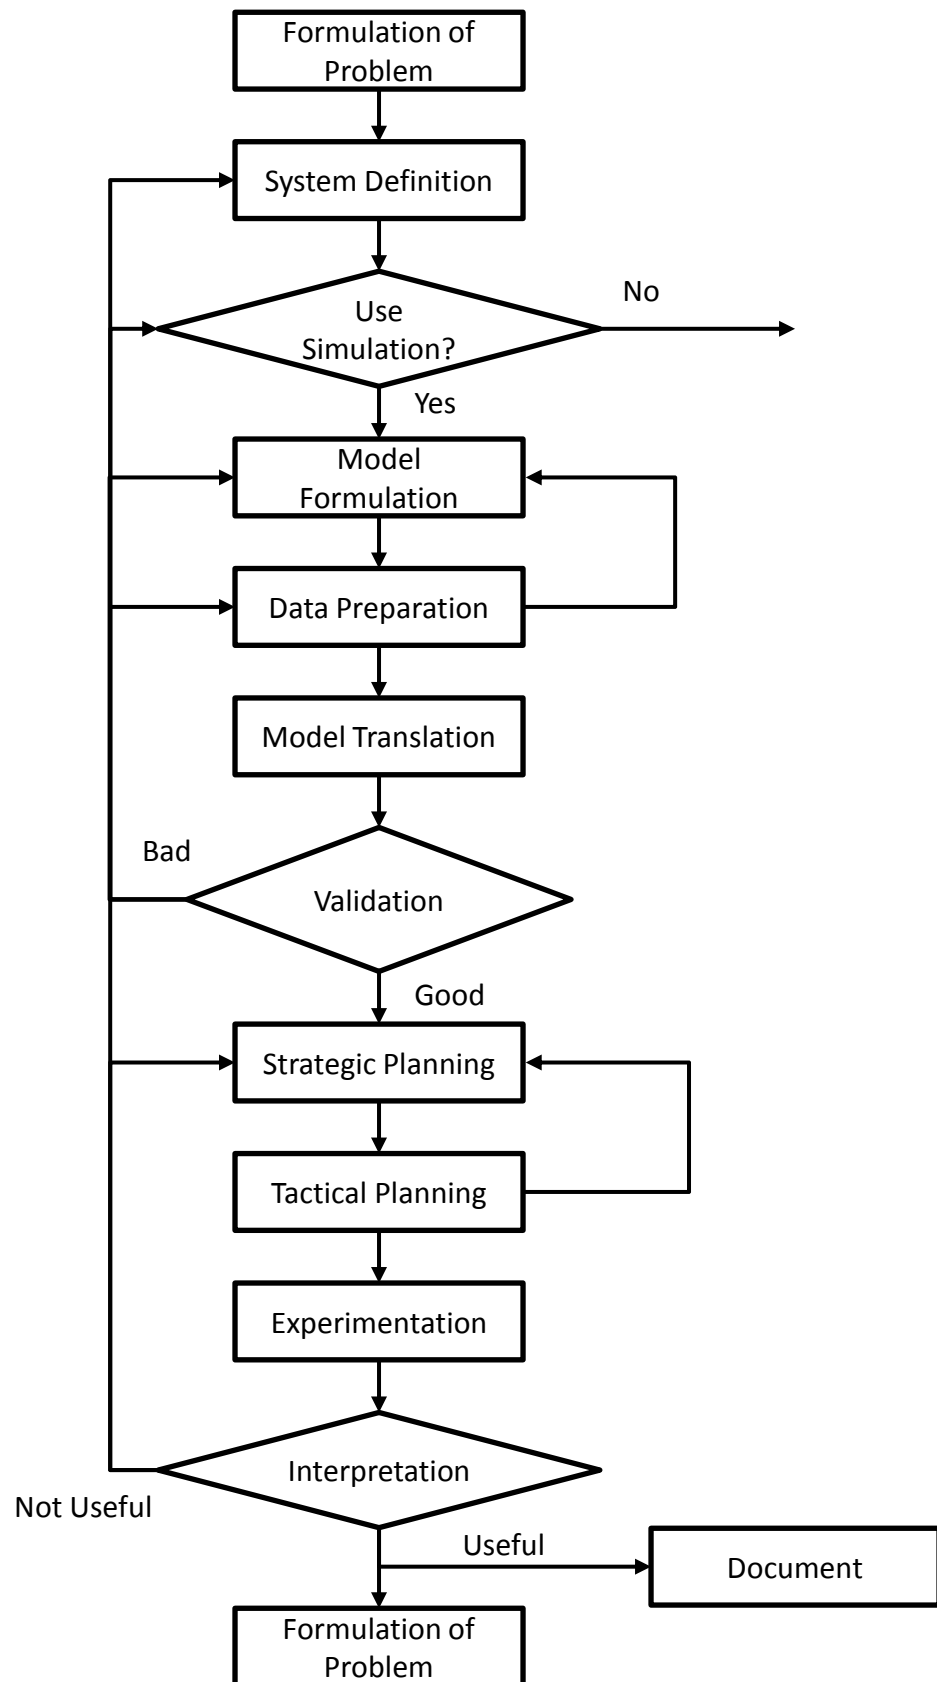 Formulation of
Problem
System Definition
No
Use
Simulation?
Yes
Model
Formulation
Data Preparation
Model Translation
Bad
Validation
Good
Strategic Planning
Tactical Planning
Experimentation
Interpretation
Not Useful
Useful
Document
Formulation of
Problem